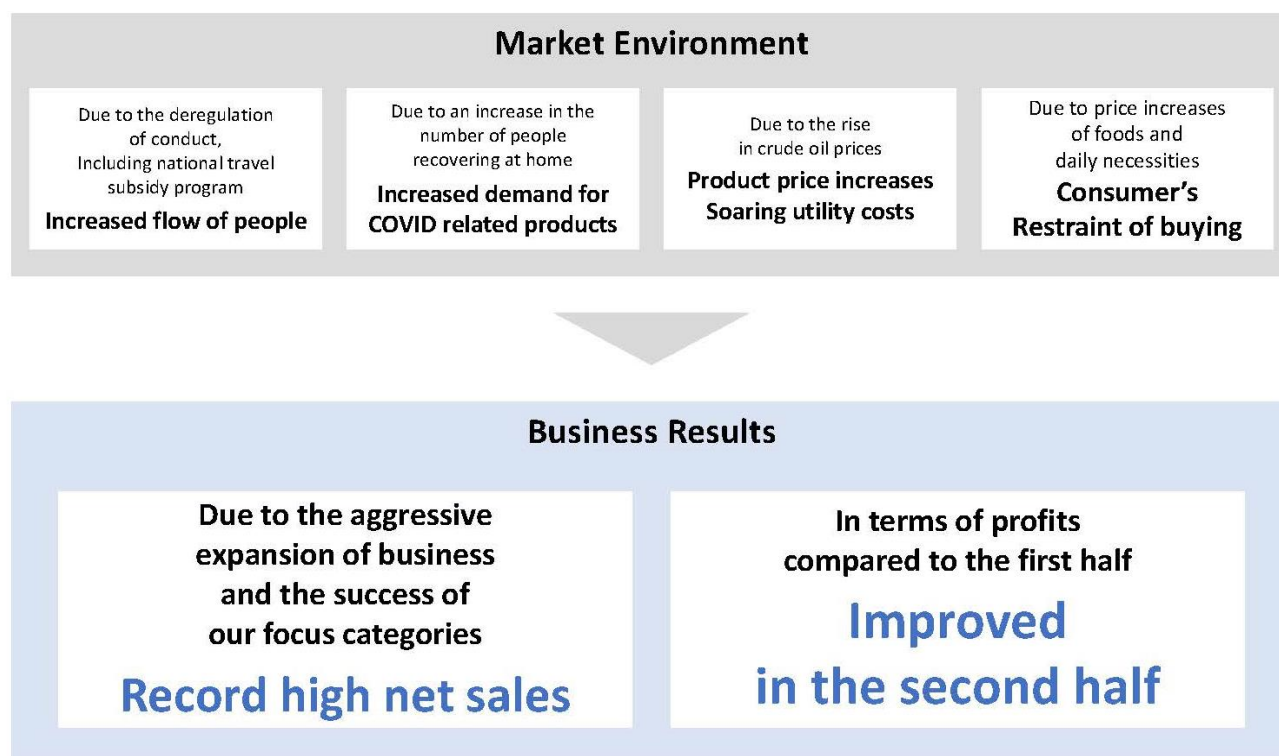 Market Environment
Due to the deregulation
of conduct,
Including national travel
subsidy program
Increased flow of people
Due to an increase in the
number of people
recovering at home
Increased demand for
COVID related products
Due to the rise
in crude oil prices
Product price increases
Soaring utility costs
Due to price increases
of foods and
daily necessities
Consumer’s
Restraint of buying
Business Results
Due to the aggressive
expansion of business
and the success of
our focus categories
Record high net sales
In terms of profits
compared to the first half
Improved
in the second half